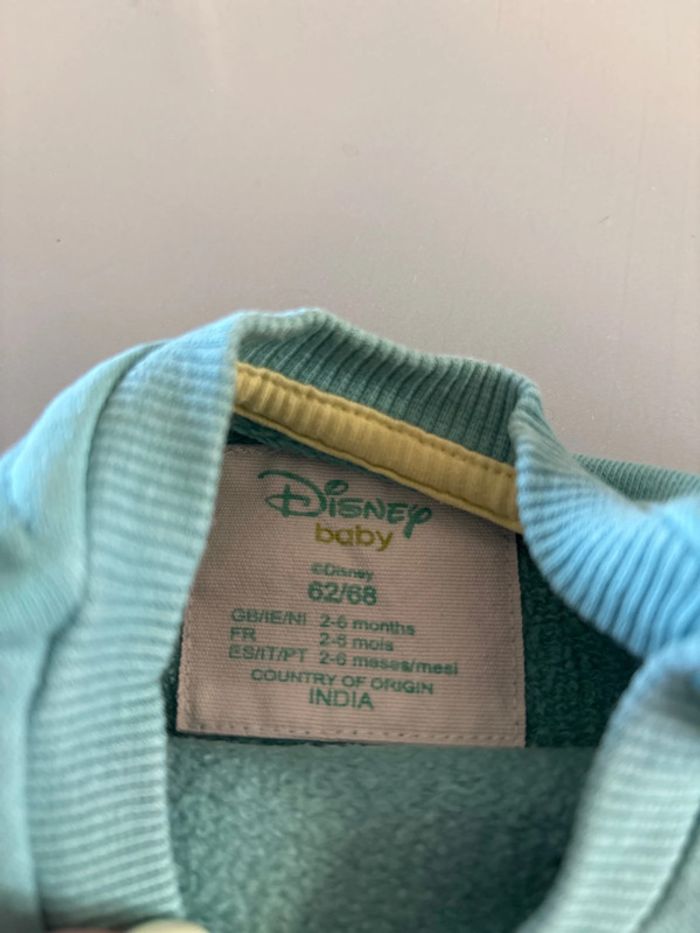 Disney
baby
©Disney
62/68
GB/IE/NI 2-6 months
FR 2-6 mois
ES/IT/PT 2-6 meses/mesi
COUNTRY OF ORIGIN
INDIA